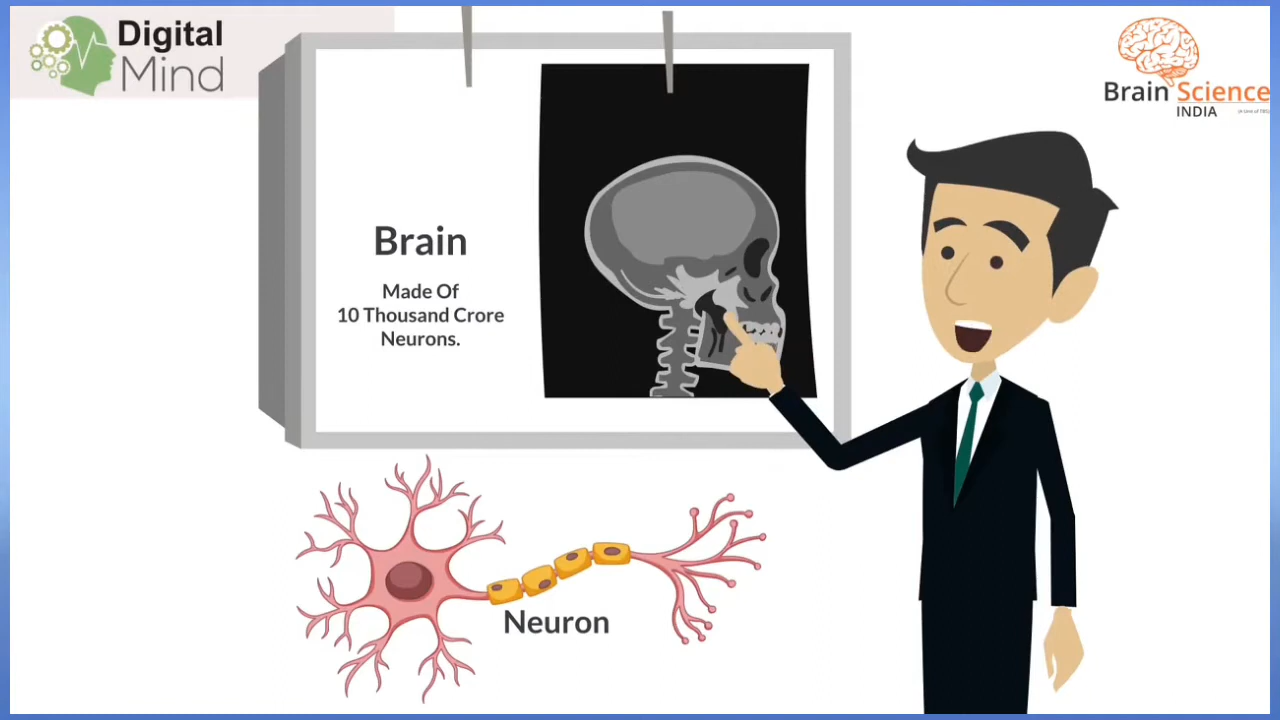 Digital
Mind
Brain Science
INDIA
Brain
Made Of
10 Thousand Crore
Neurons.
Neuron